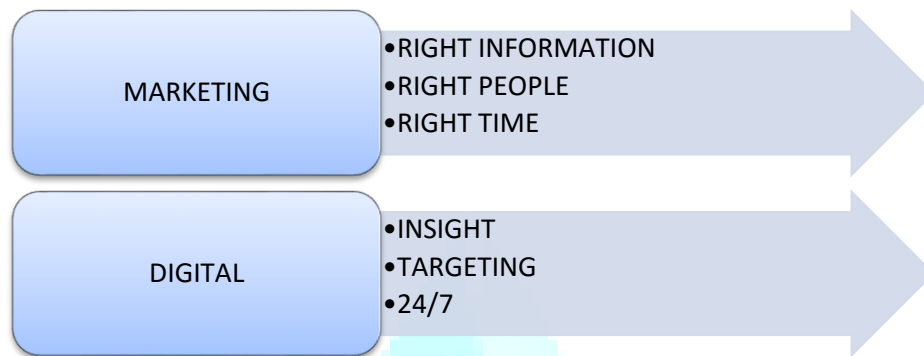 MARKETING
•RIGHT INFORMATION
•RIGHT PEOPLE
•RIGHT TIME
DIGITAL
•INSIGHT
•TARGETING
•24/7